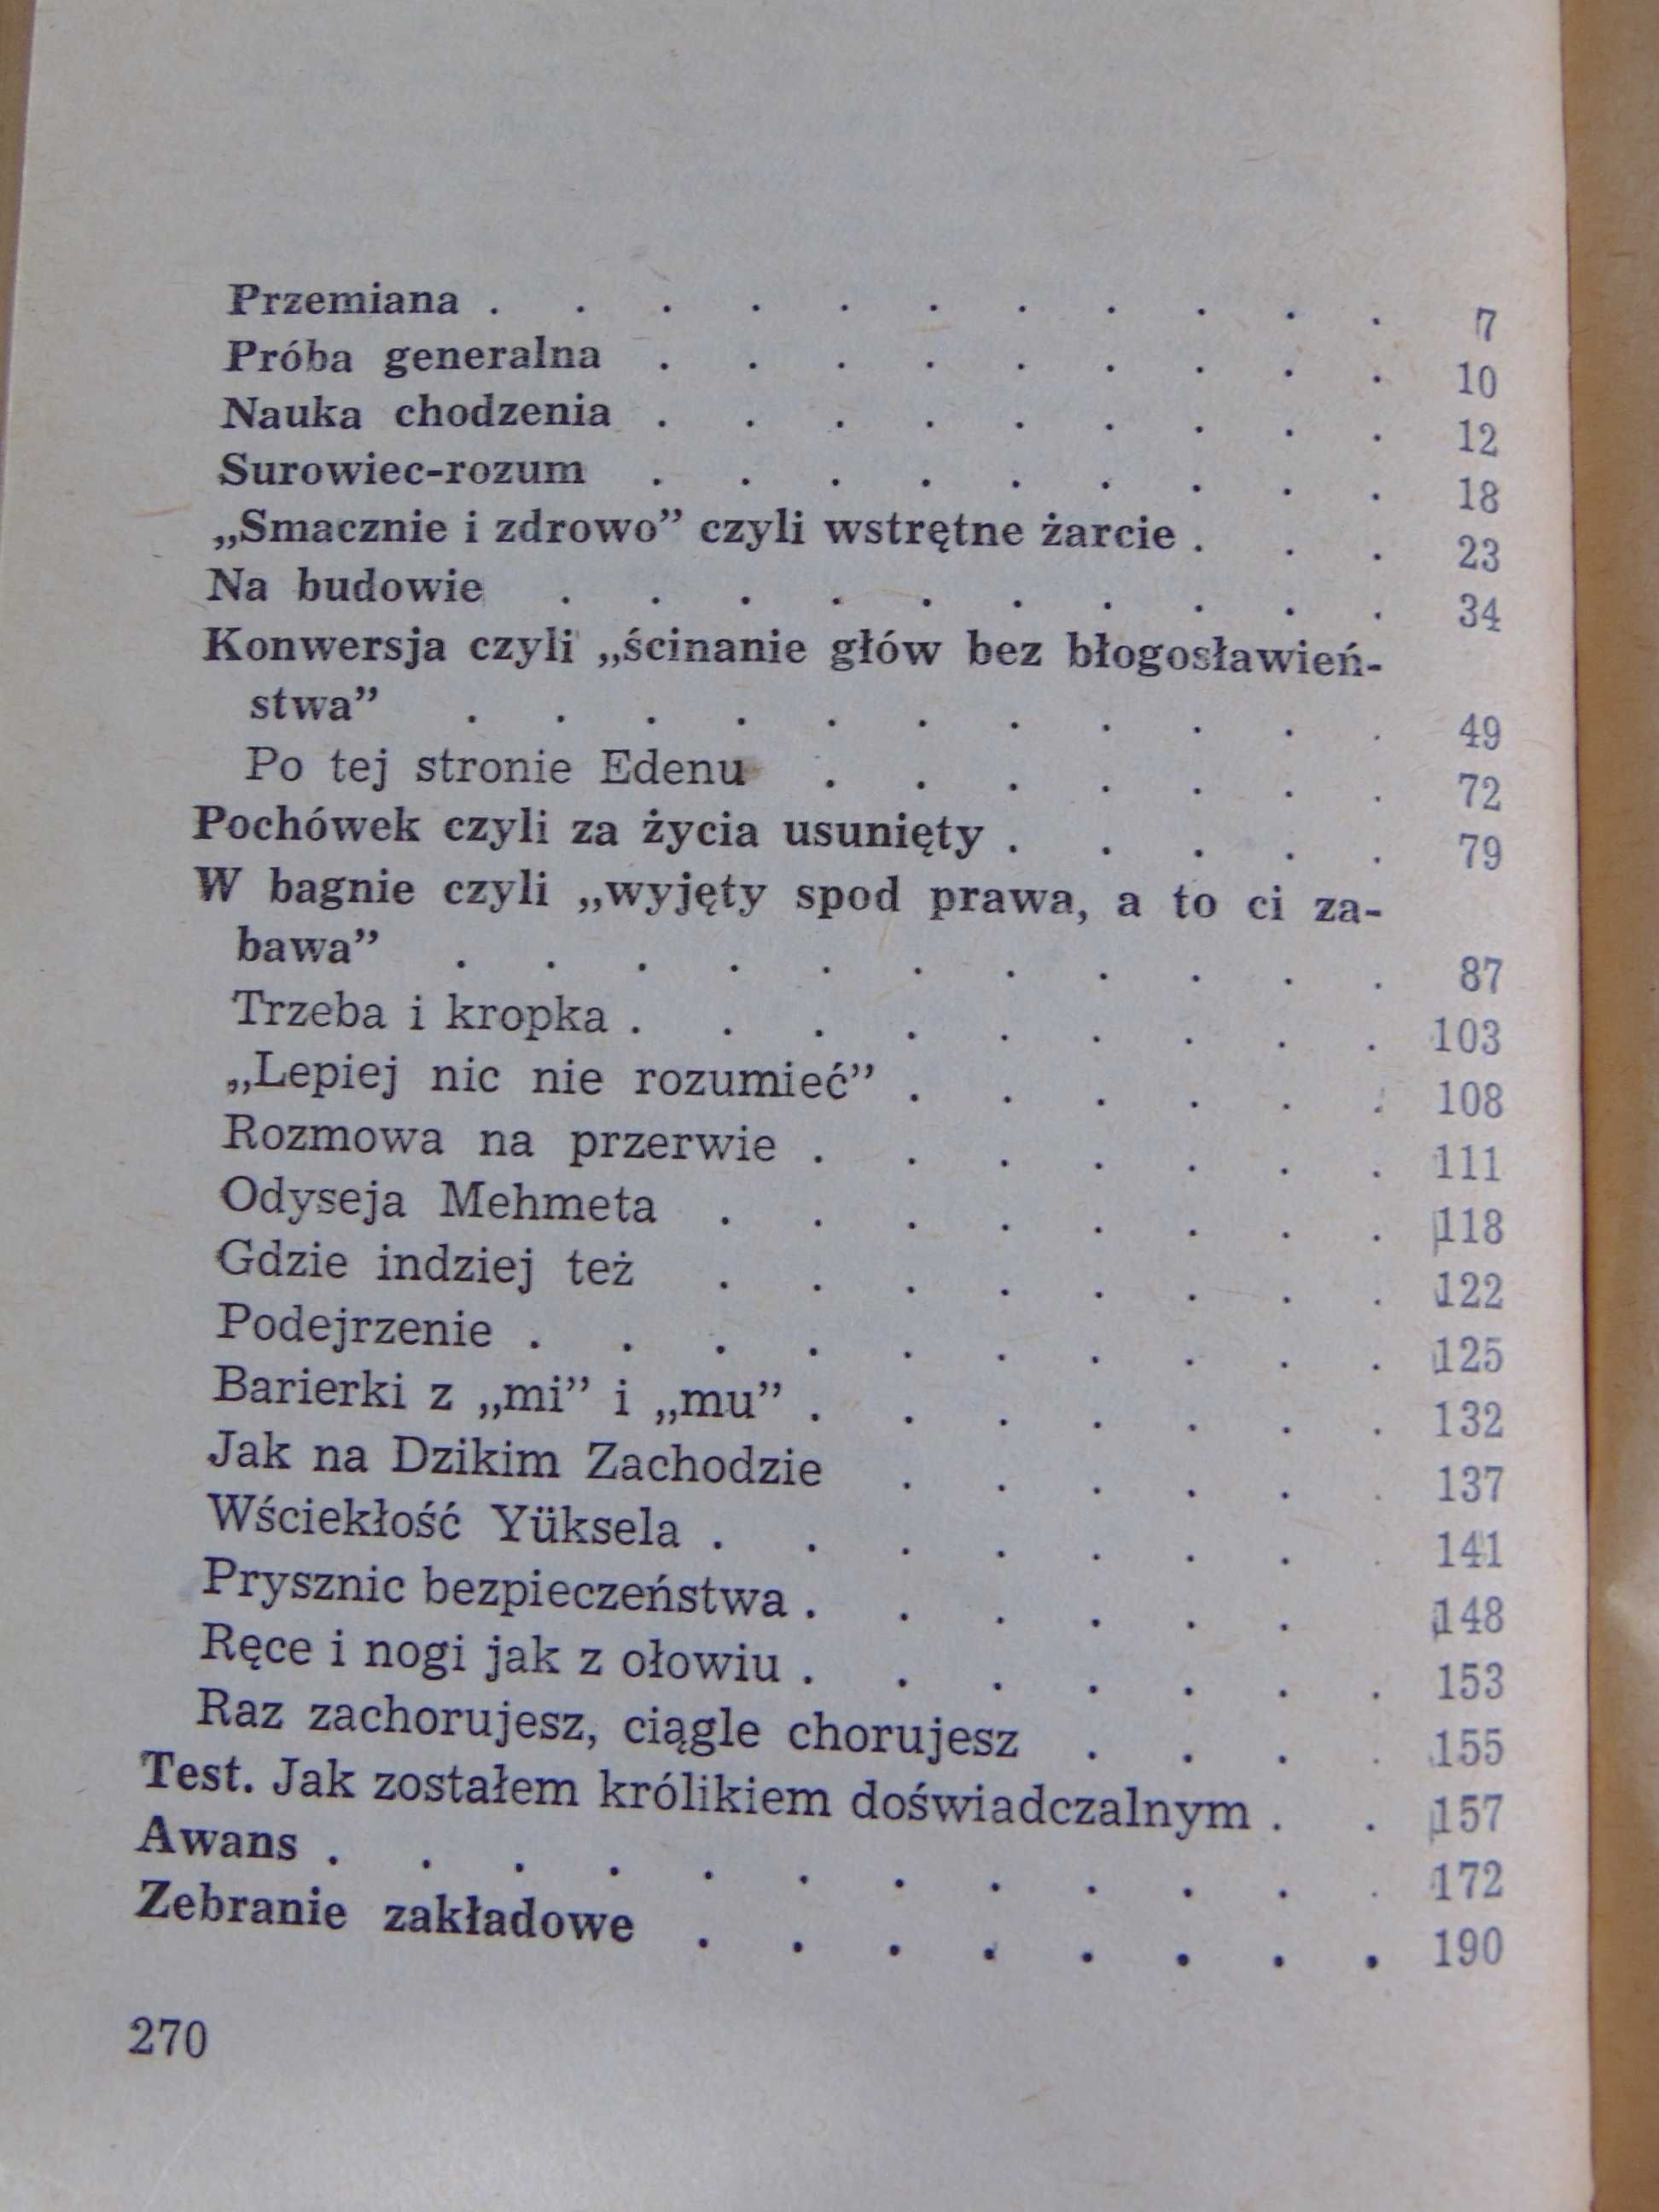 Przemiana . . . . . . . . . . . 7
Próba generalna . . . . . . . . . 10
Nauka chodzenia . . . . . . . . . 12
Surowiec-rozum . . . . . . . . . 18
„Smacznie i zdrowo” czyli wstrętne żarcie . . . 23
Na budowie . . . . . . . . . . 34
Konwersja czyli „ścinanie głów bez błogosławień-
stwa” . . . . . . . . . . . 49
Po tej stronie Edenu . . . . . . . 72
Pochówek czyli za życia usunięty . . . . . 79
W bagnie czyli „wyjęty spod prawa, a to ci za-
bawa” . . . . . . . . . . . 87
Trzeba i kropka . . . . . . . . . 103
„Lepiej nic nie rozumieć” . . . . . . 108
Rozmowa na przerwie . . . . . . . 111
Odyseja Mehmeta . . . . . . . . 118
Gdzie indziej też . . . . . . . . 122
Podejrzenie . . . . . . . . . . 125
Barierki z „mi” i „mu” . . . . . . . 132
Jak na Dzikim Zachodzie . . . . . . 137
Wściekłość Yüksela . . . . . . . . 141
Prysznic bezpieczeństwa . . . . . . 148
Ręce i nogi jak z ołowiu . . . . . . . 153
Raz zachorujesz, ciągle chorujesz . . . . 155
Test. Jak zostałem królikiem doświadczalnym . . 157
Awans . . . . . . . . . . . . 172
Zebranie zakładowe . . . . . . . . 190
270